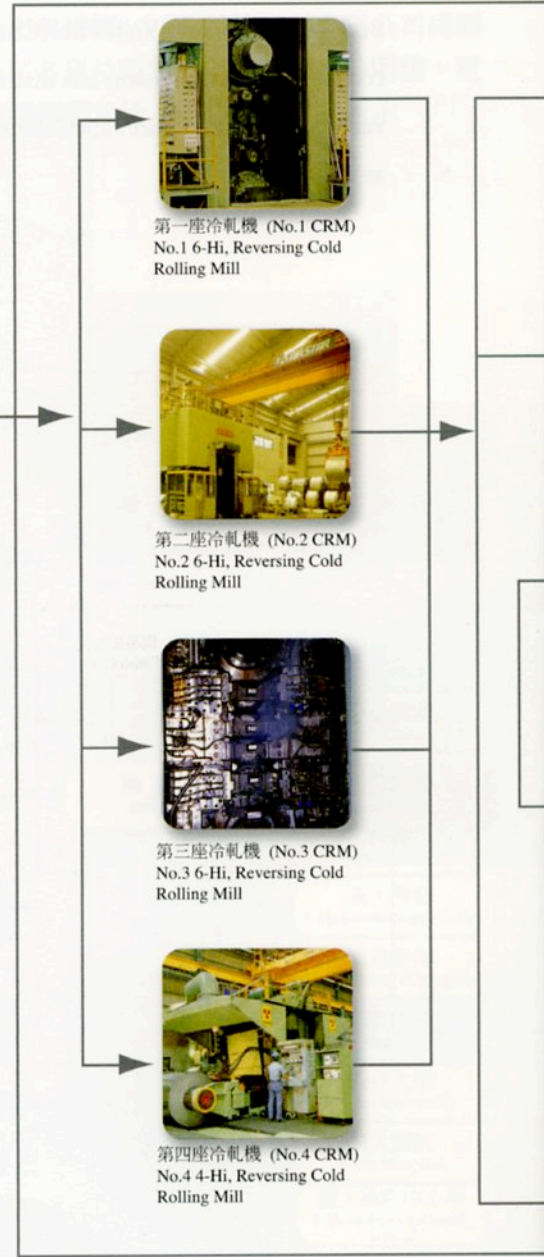 第一座冷軋機 (No.1 CRM)
No.1 6-Hi, Reversing Cold
Rolling Mill
第二座冷軋機 (No.2 CRM)
No.2 6-Hi, Reversing Cold
Rolling Mill
第三座冷軋機 (No.3 CRM)
No.3 6-Hi, Reversing Cold
Rolling Mill
第四座冷軋機 (No.4 CRM)
No.4 4-Hi, Reversing Cold
Rolling Mill